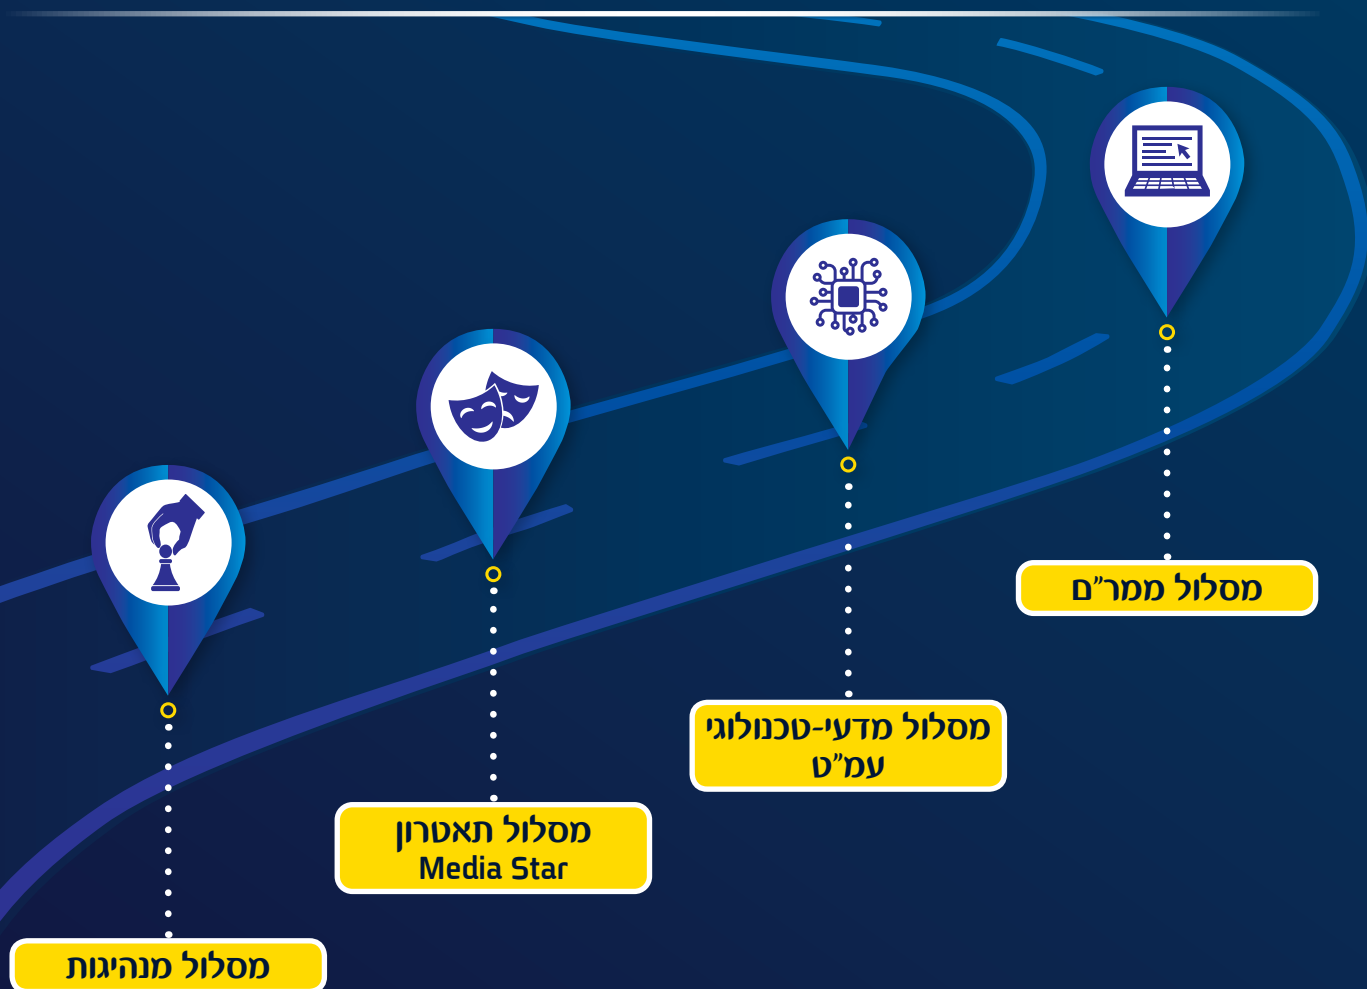 מסלול ממר"ם
מסלול מדעי-טכנולוגי
עמ"ט
מסלול תאטרון
Media Star
מסלול מנהיגות